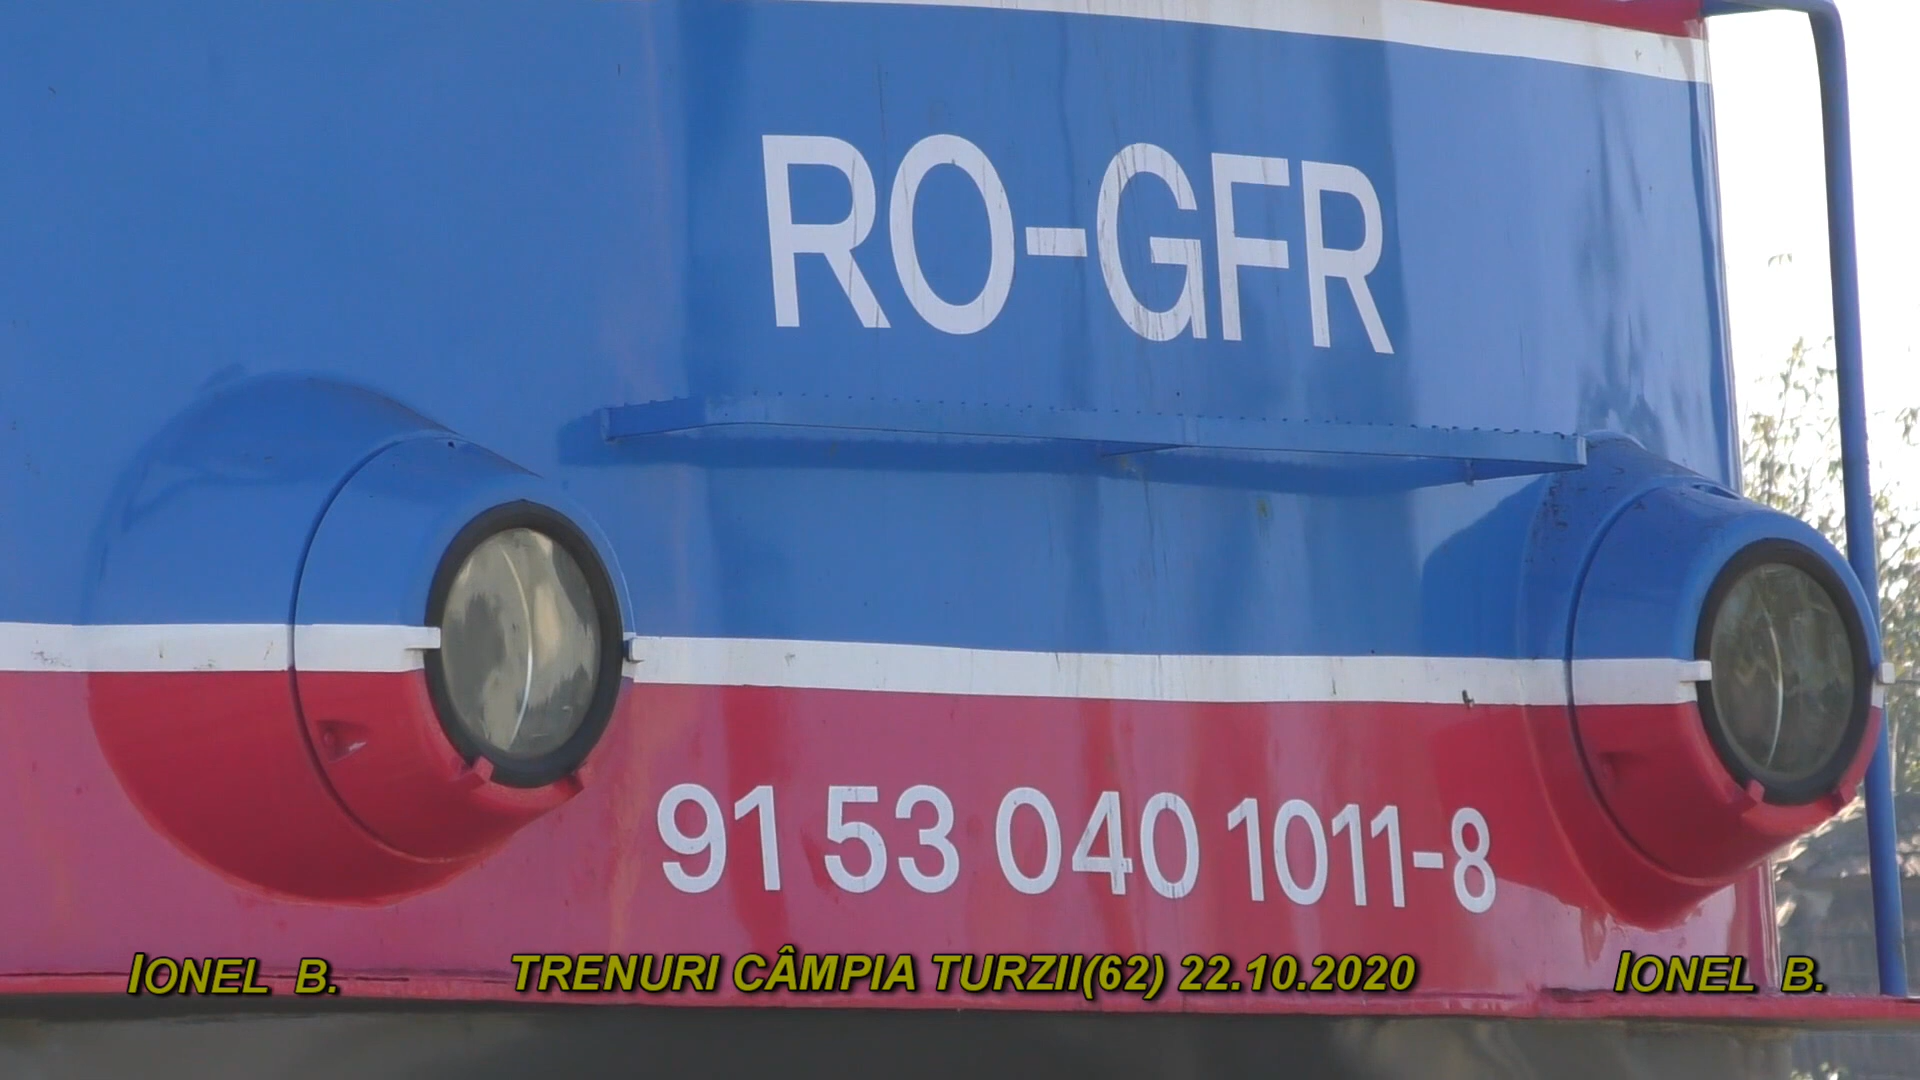 RO-GFR
91 53 040 1011-8
IONEL B. TRENURI CÂMPIA TURZII(62) 22.10.2020 IONEL B.